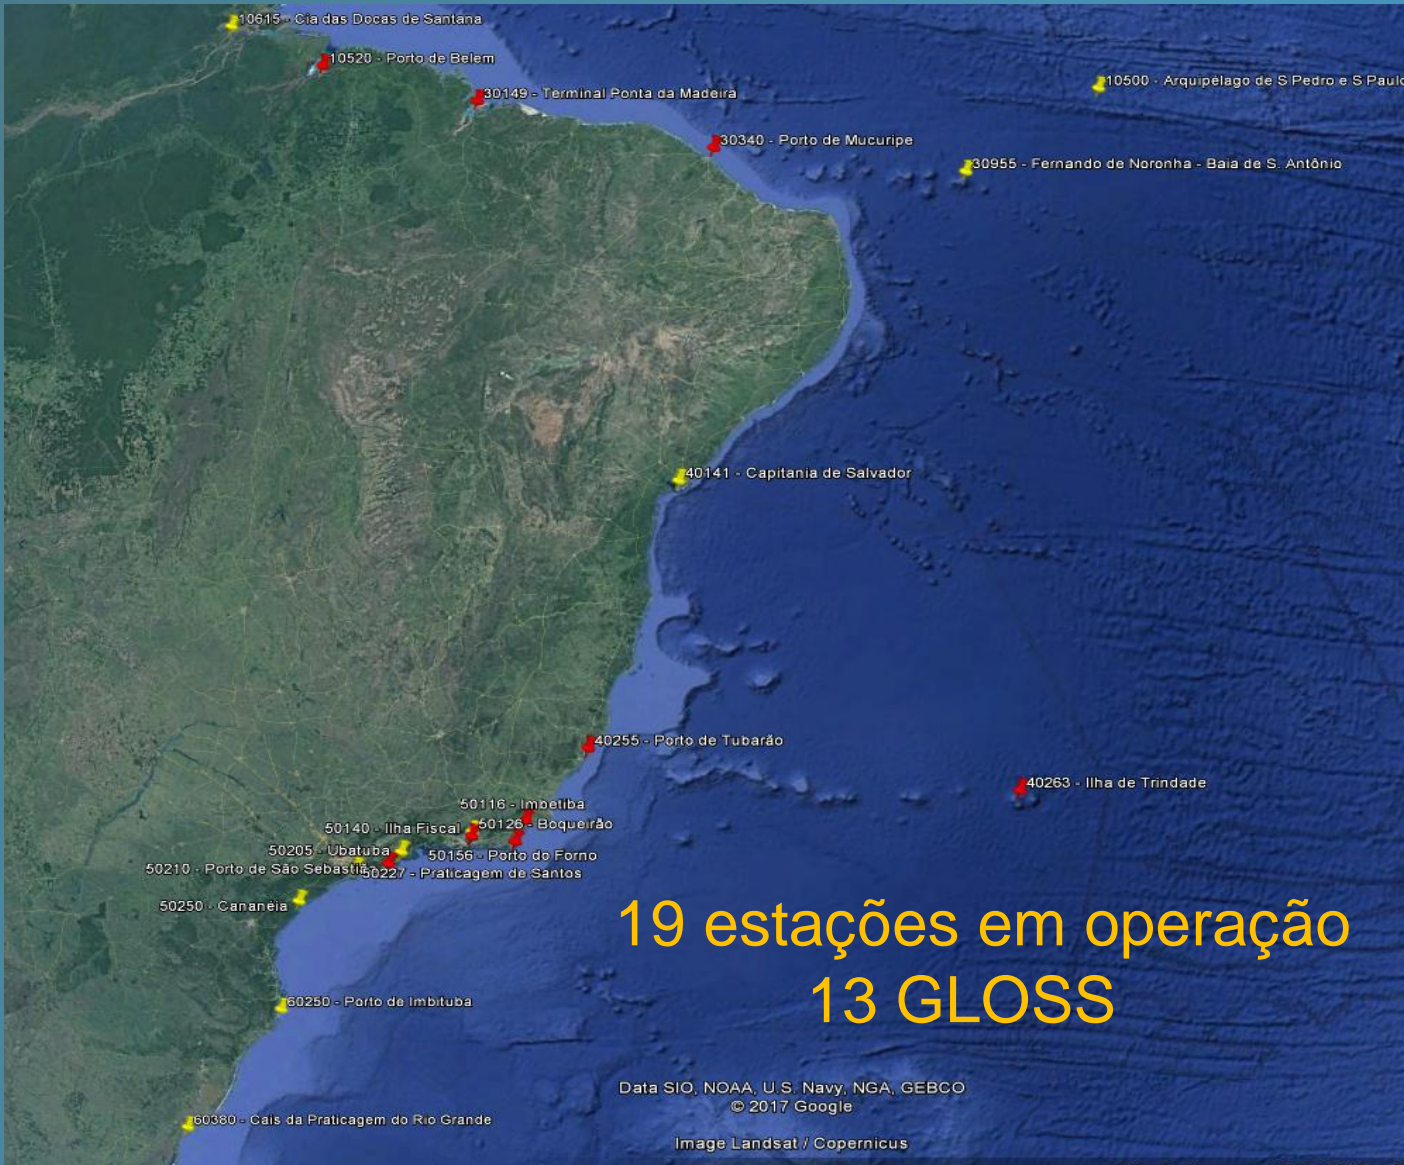 10615 - Cia das Docas de Santana
10520 - Porto de Belem
10500 - Arquipélago de S Pedro e S Paulo
30149 - Terminal Ponta da Madeira
30340 - Porto de Mucuripe
30955 - Fernando de Noronha - Baia de S. Antônio
40141 - Capitania de Salvador
40255 - Porto de Tubarão
40263 - Ilha de Trindade
50116 - Imbetiba
50140 - Ilha Fiscal
50126 - Boqueirão
50205 - Ubatuba
50156 - Porto do Forno
50210 - Porto de São Sebastiã
50227 - Praticagem de Santos
50250 - Cananéia
19 estações em operação
13 GLOSS
60250 - Porto de Imbituba
Data SIO, NOAA, U.S. Navy, NGA, GEBCO
© 2017 Google
60380 - Cais da Praticagem do Rio Grande
Image Landsat / Copernicus